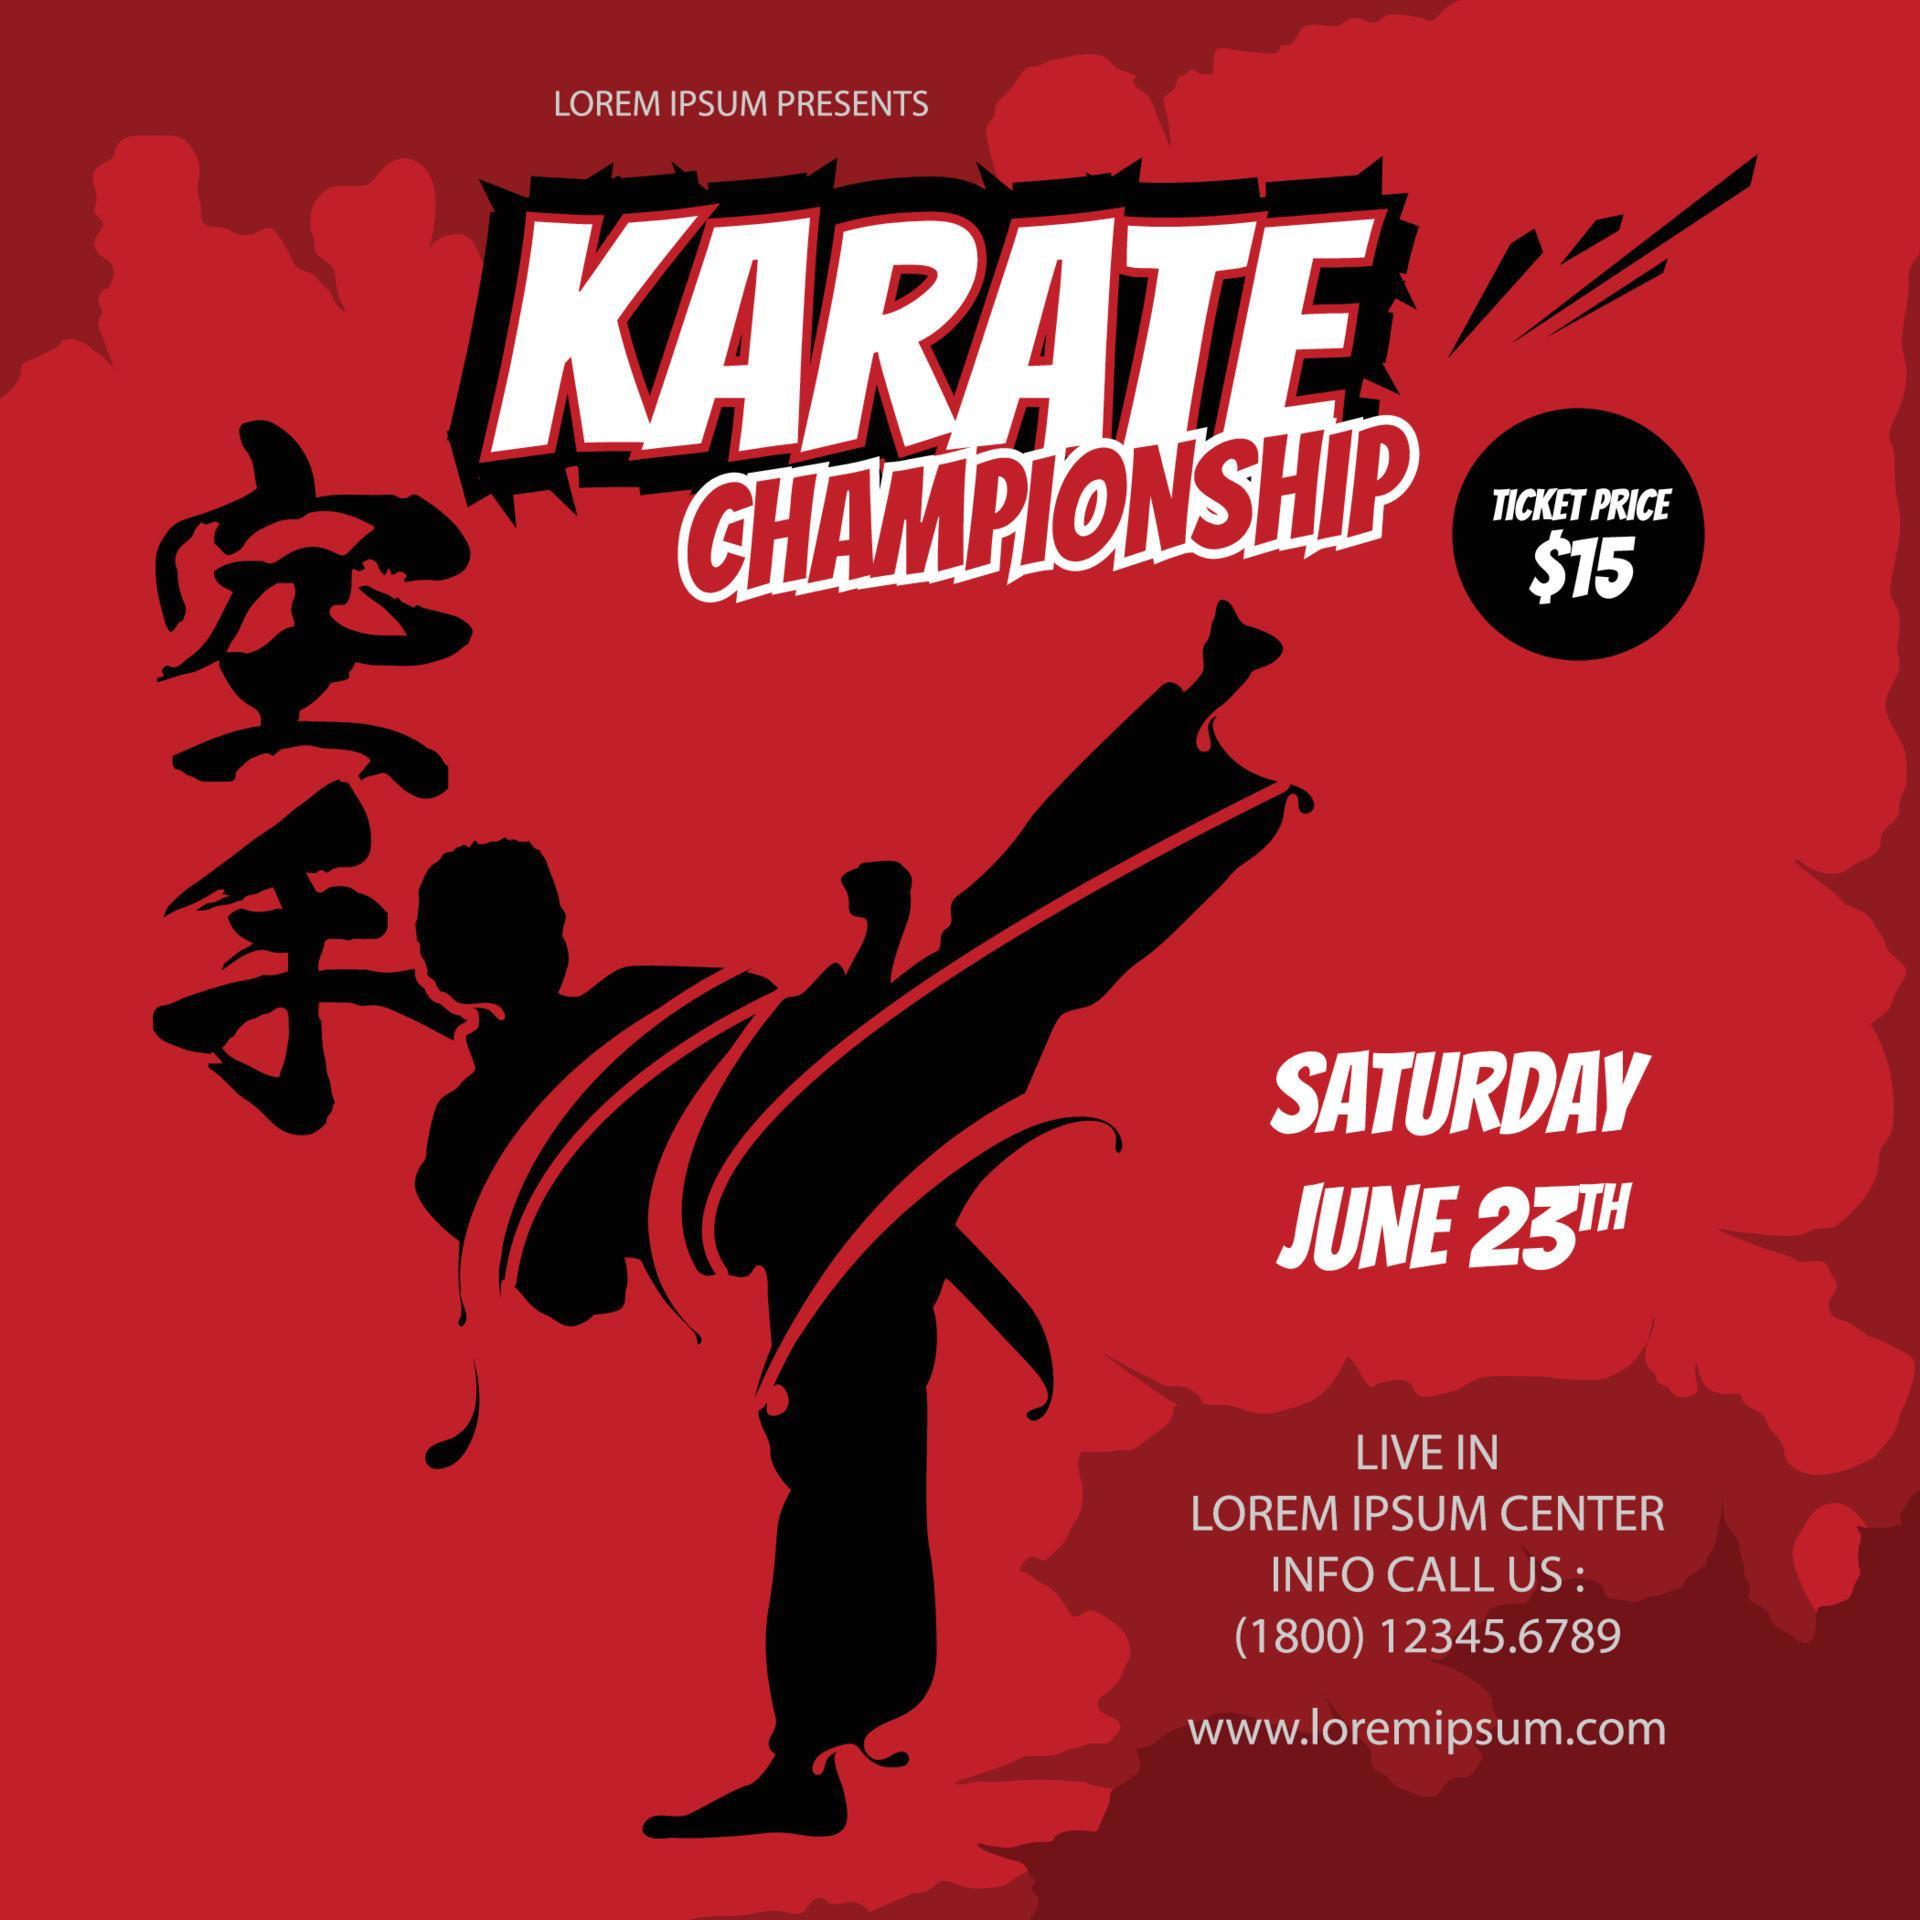 LOREM IPSUM PRESENTS
KARATE
CHAMPIONSHIP
TICKET PRICE
$15
空
手
SATURDAY
JUNE 23TH
LIVE IN
LOREM IPSUM CENTER
INFO CALL US :
(1800) 12345.6789
www.loremipsum.com